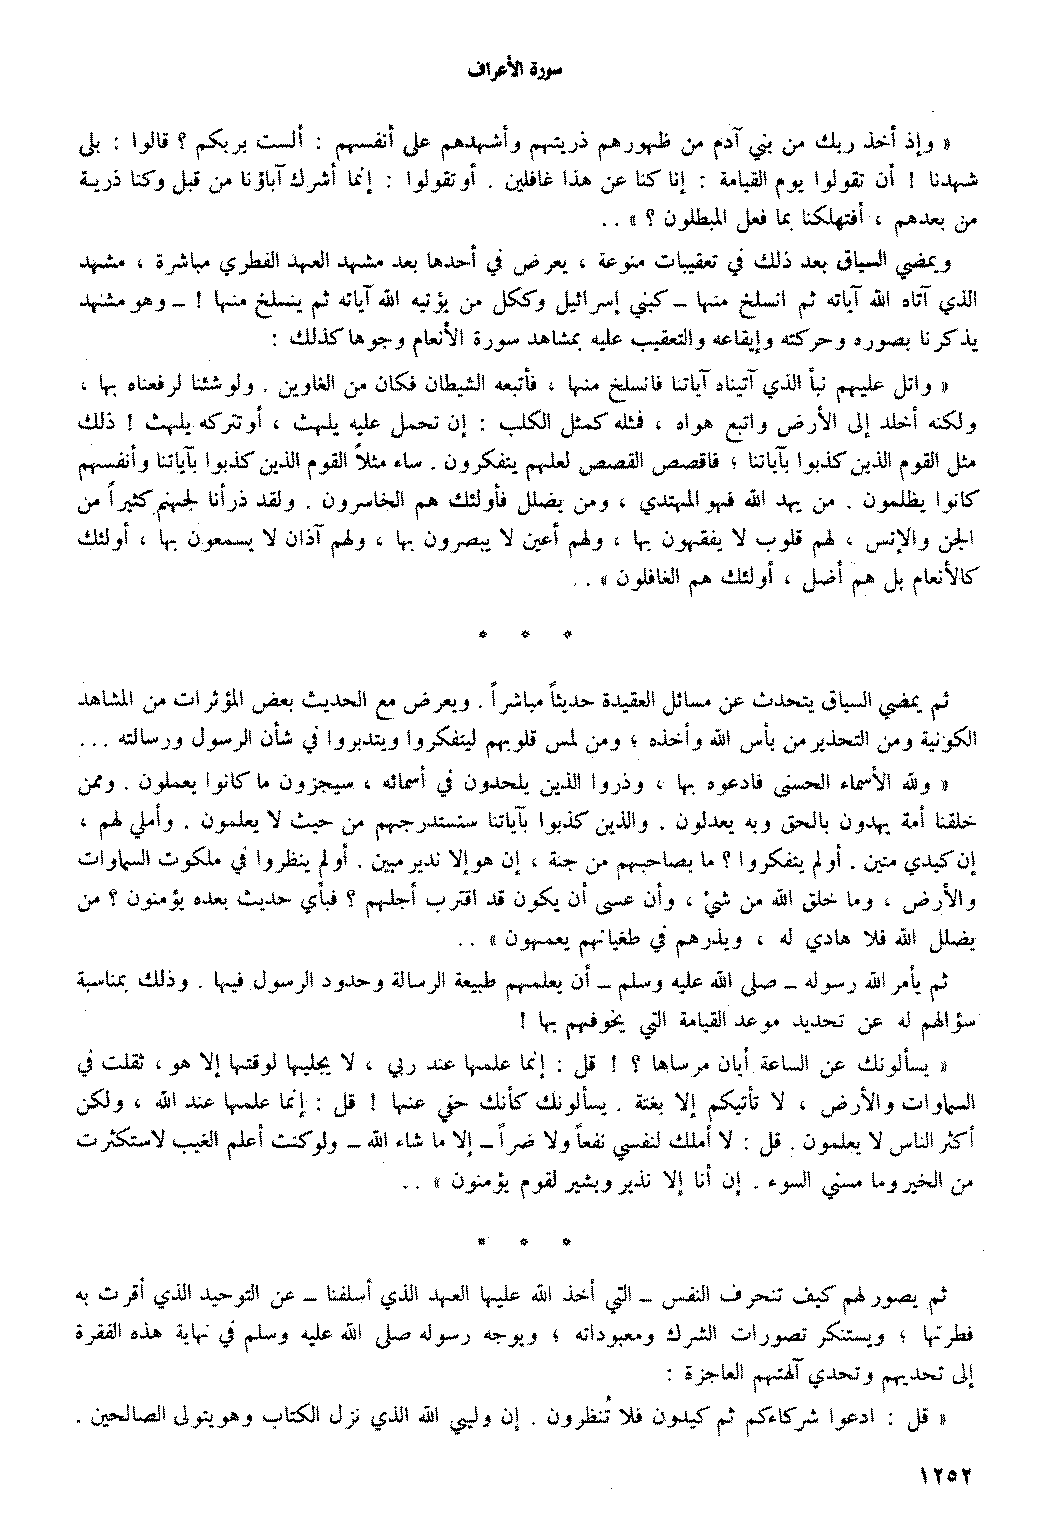 سورة الأعراف
« وإذ أخذ ربك من بني آدم من ظهورهم ذريتهم وأشهدهم على أنفسهم : ألست بربكم ؟ قالوا : بلى
شهدنا ! أن تقولوا يوم القيامة : إنا كنا عن هذا غافلين . أو تقولوا : إنما أشرك آباؤنا من قبل وكنا ذرية
من بعدهم ، أفتهلكنا بما فعل المبطلون ؟ » ..
ويمضي السياق بعد ذلك في تعقيبات منوعة ، يعرض في أحدها بعد مشهد العهد الفطري مباشرة ، مشهد
الذي آتاه الله آياته ثم انسلخ منها ــ كبني إسرائيل وككل من يؤتيه الله آياته ثم ينسلخ منها ! ــ وهو مشهد
يذكرنا بصوره وحركته وإيقاعه والتعقيب عليه بمشاهد سورة الأنعام وجوها كذلك :
« واتل عليهم نبأ الذي آتيناه آياتنا فانسلخ منها ، فأتبعه الشيطان فكان من الغاوين . ولو شئنا لرفعناه بها ،
ولكنه أخلد إلى الأرض واتبع هواه ، فمثله كمثل الكلب : إن تحمل عليه يلهث ، أو تتركه يلهث ! ذلك
مثل القوم الذين كذبوا بآياتنا ؛ فاقصص القصص لعلهم يتفكرون . ساء مثلاً القوم الذين كذبوا بآياتنا وأنفسهم
كانوا يظلمون . من يهد الله فهو المهتدي ، ومن يضلل فأولئك هم الخاسرون . ولقد ذرأنا لجهنم كثيراً من
الجن والإنس ، لهم قلوب لا يفقهون بها ، ولهم أعين لا يبصرون بها ، ولهم آذان لا يسمعون بها ، أولئك
كالأنعام بل هم أضل ، أولئك هم الغافلون » ..
* * *
ثم يمضي السياق يتحدث عن مسائل العقيدة حديثاً مباشراً . ويعرض مع الحديث بعض المؤثرات من المشاهد
الكونية ومن التحذير من بأس الله وأخذه ؛ ومن لمس قلوبهم ليتفكروا ويتدبروا في شأن الرسول ورسالته ...
« ولله الأسماء الحسنى فادعوه بها ، وذروا الذين يلحدون في أسمائه ، سيجزون ما كانوا يعملون . وممن
خلقنا أمة يهدون بالحق وبه يعدلون . والذين كذبوا بآياتنا سنستدرجهم من حيث لا يعلمون . وأملي لهم ،
إن كيدي متين . أو لم يتفكروا ؟ ما بصاحبهم من جنة ، إن هو إلا نذير مبين . أو لم ينظروا في ملكوت السماوات
والأرض ، وما خلق الله من شيء ، وأن عسى أن يكون قد اقترب أجلهم ؟ فبأي حديث بعده يؤمنون ؟ من
يضلل الله فلا هادي له ، ويذرهم في طغيانهم يعمهون » ..
ثم يأمر الله رسوله ــ صلى الله عليه وسلم ــ أن يعلمهم طبيعة الرسالة وحدود الرسول فيها . وذلك بمناسبة
سؤالهم له عن تحديد موعد القيامة التي يخوفهم بها !
« يسألونك عن الساعة أيان مرساها ؟ ! قل : إنما علمها عند ربي ، لا يجليها لوقتها إلا هو ، ثقلت في
السماوات والأرض ، لا تأتيكم إلا بغتة . يسألونك كأنك حفي عنها ! قل : إنما علمها عند الله ، ولكن
أكثر الناس لا يعلمون . قل : لا أملك لنفسي نفعاً ولا ضراً ــ إلا ما شاء الله ــ ولو كنت أعلم الغيب لاستكثرت
من الخير وما مسني السوء . إن أنا إلا نذير وبشير لقوم يؤمنون » ..
* * *
ثم يصور لهم كيف تنحرف النفس ــ التي أخذ الله عليها العهد الذي أسلفنا ــ عن التوحيد الذي أقرت به
فطرتها ؛ ويستنكر تصورات الشرك ومعبوداته ؛ ويوجه رسوله صلى الله عليه وسلم في نهاية هذه الفقرة
إلى تحديهم وتحدي آلهتهم العاجزة :
« قل : ادعوا شركاءكم ثم كيدون فلا تُنظرون . إن وليي الله الذي نزل الكتاب وهو يتولى الصالحين .
١٢٥٢